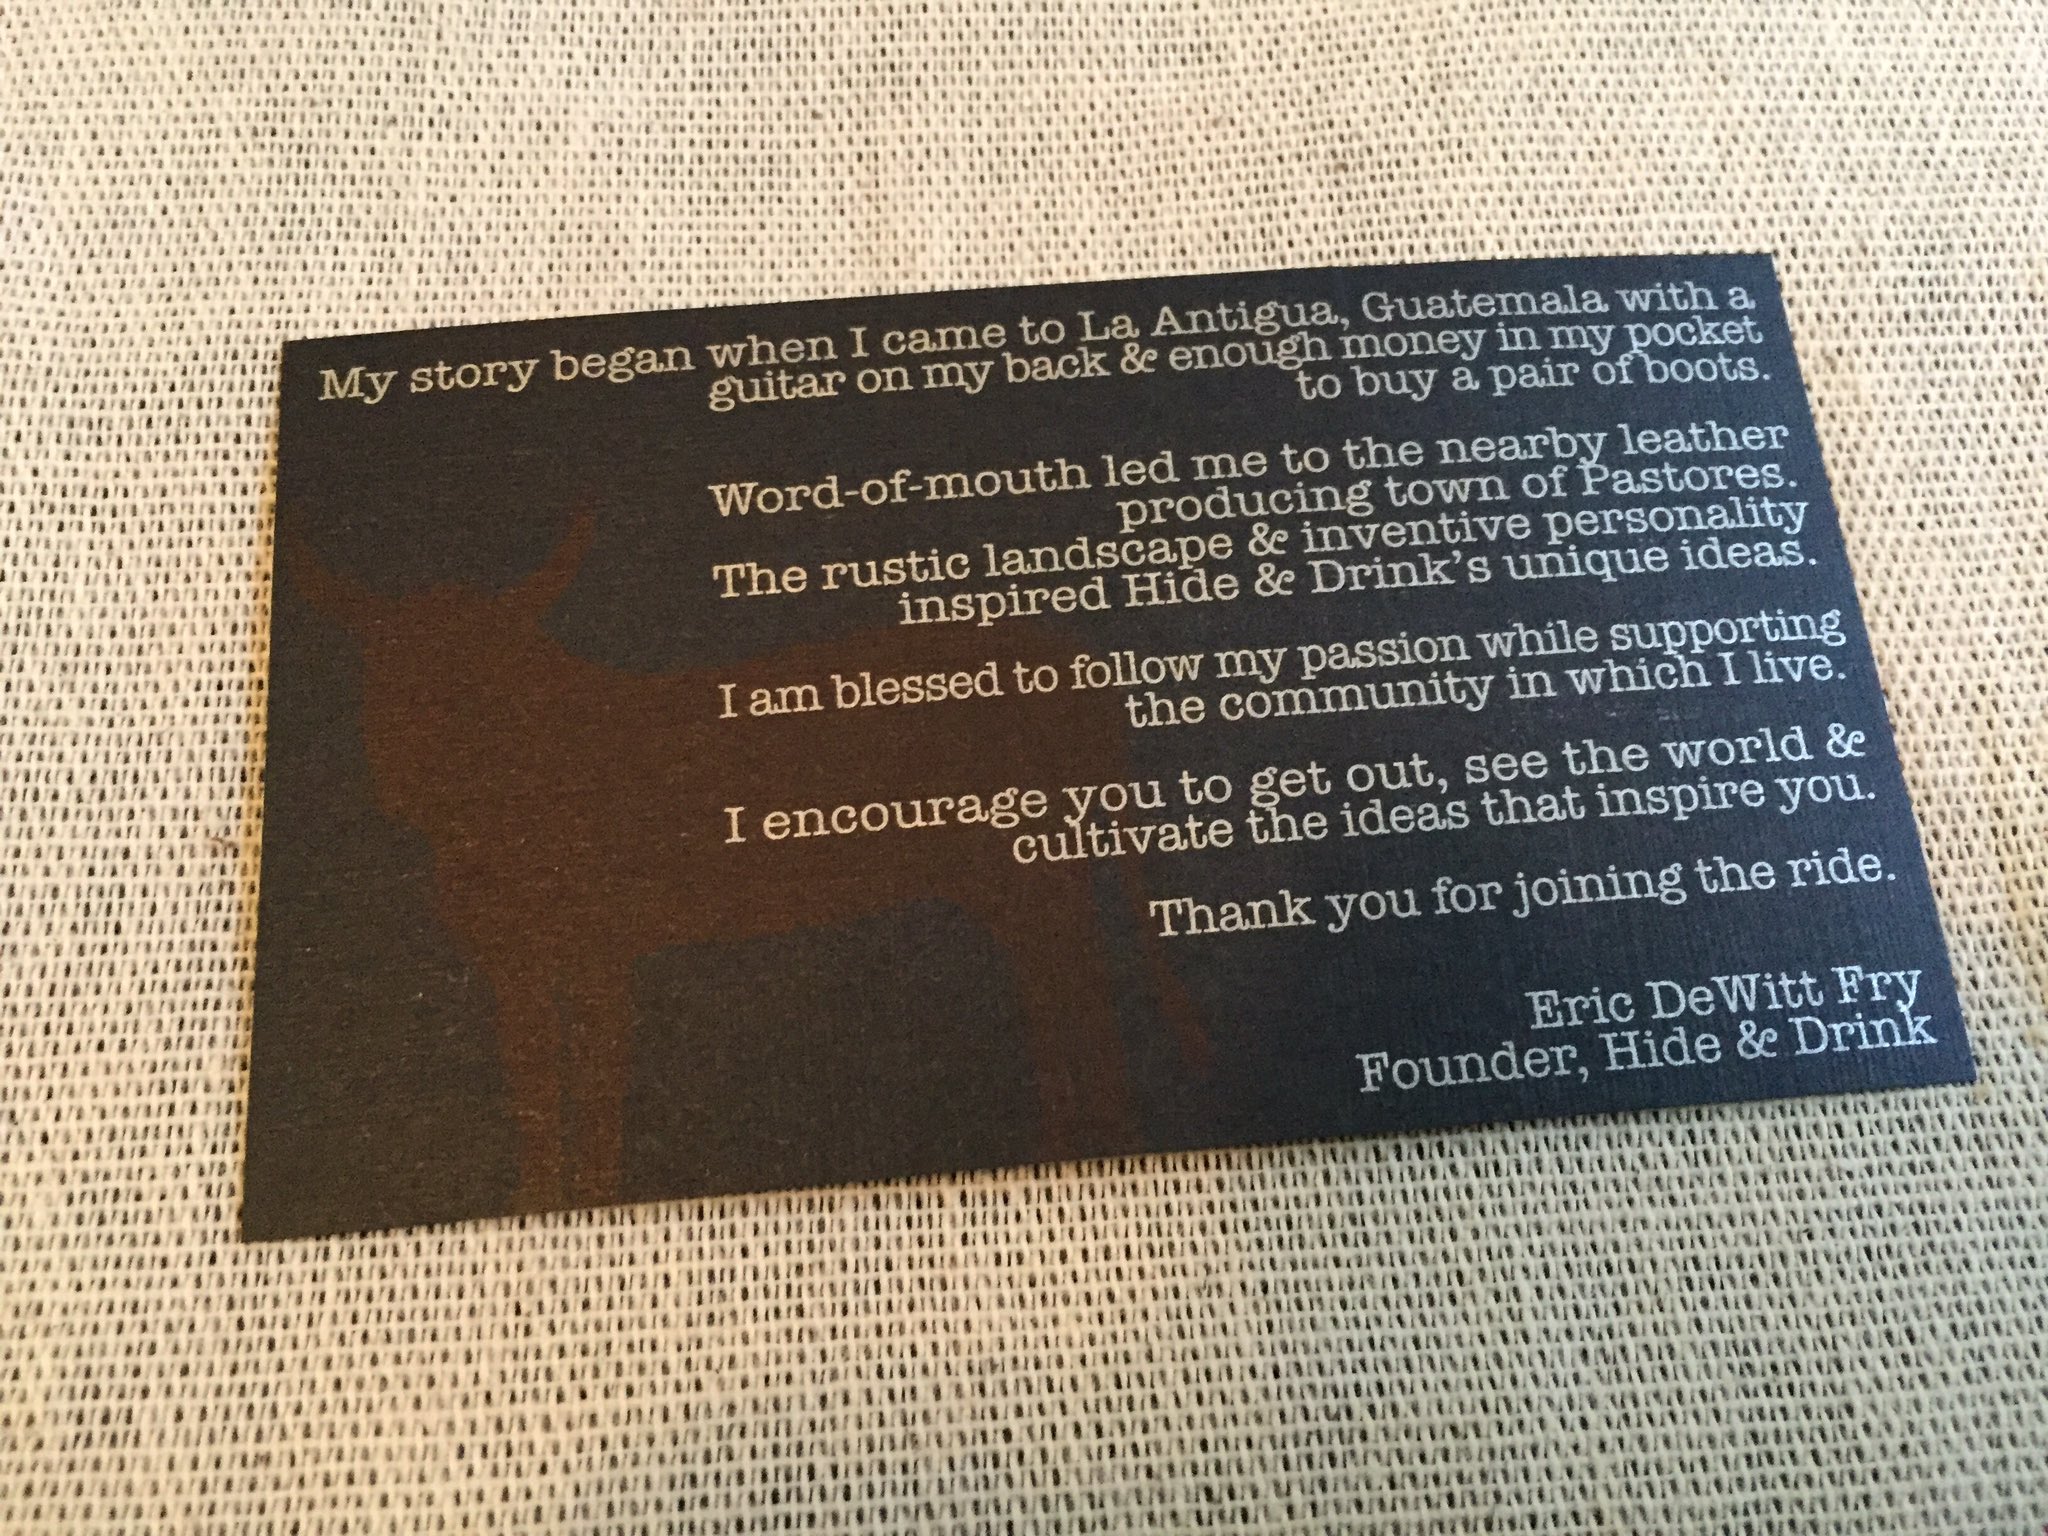 My story began when I came to La Antigua, Guatemala with a
guitar on my back & enough money in my pocket
to buy a pair of boots.
Word-of-mouth led me to the nearby leather
producing town of Pastores.
The rustic landscape & inventive personality
inspired Hide & Drink's unique ideas.
I am blessed to follow my passion while supporting
the community in which I live.
I encourage you to get out, see the world &
cultivate the ideas that inspire you.
Thank you for joining the ride.
Eric DeWitt Fry
Founder, Hide & Drink